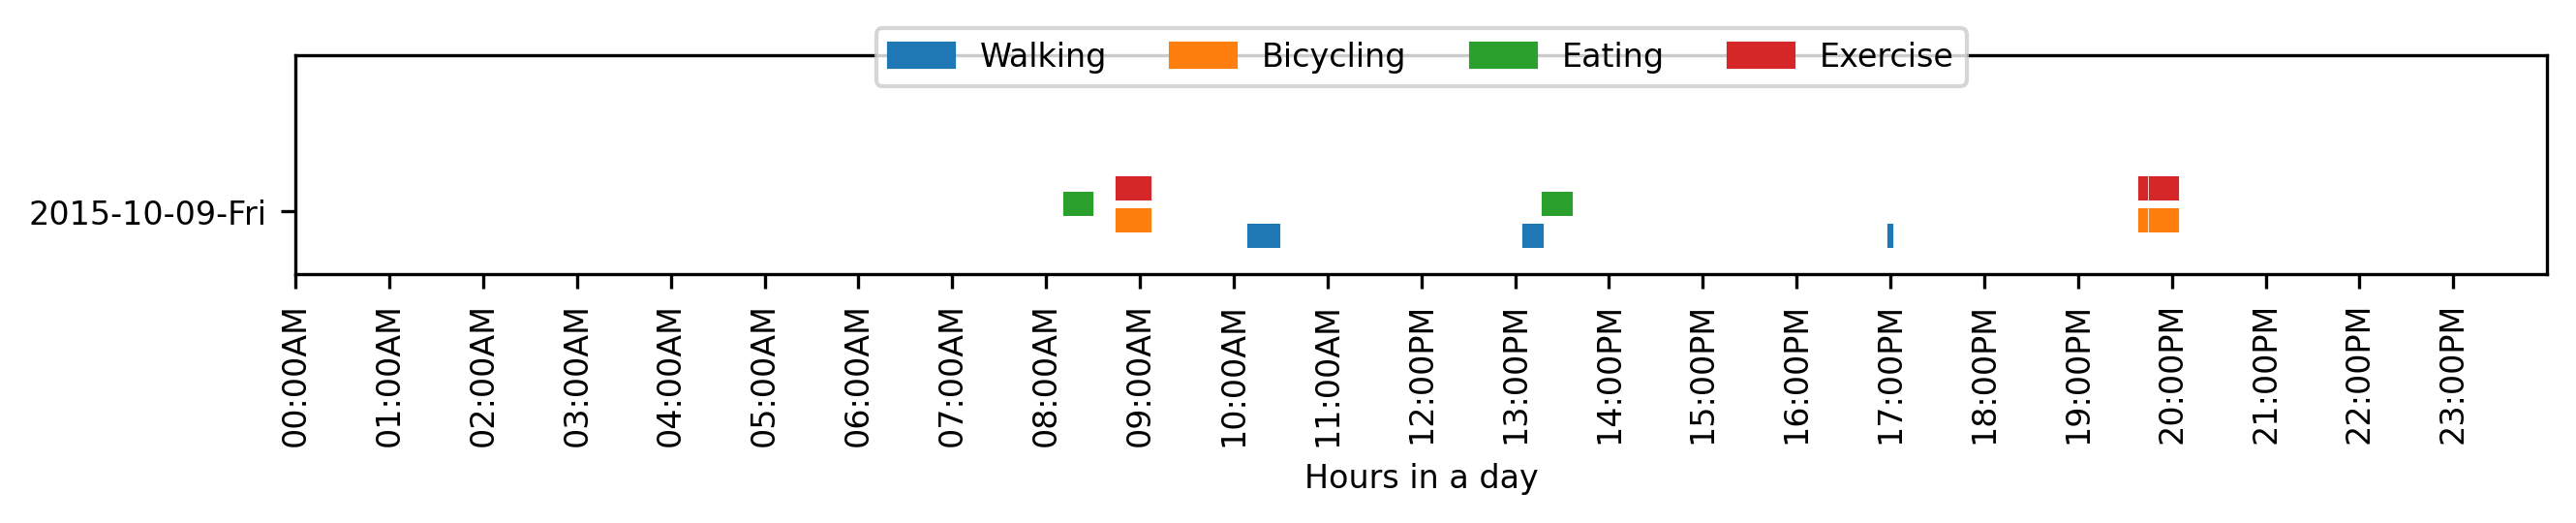 Walking Bicycling Eating Exercise
2015-10-09-Fri
00:00AM
01:00AM
02:00AM
03:00AM
04:00AM
05:00AM
06:00AM
07:00AM
08:00AM
09:00AM
10:00AM
11:00AM
12:00PM
13:00PM
14:00PM
15:00PM
16:00PM
17:00PM
18:00PM
19:00PM
20:00PM
21:00PM
22:00PM
23:00PM
Hours in a day